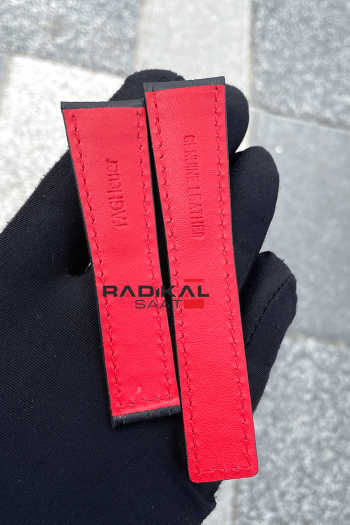 TAGHeuer
GENUINE LEATHER
RADIKAL
SAAT